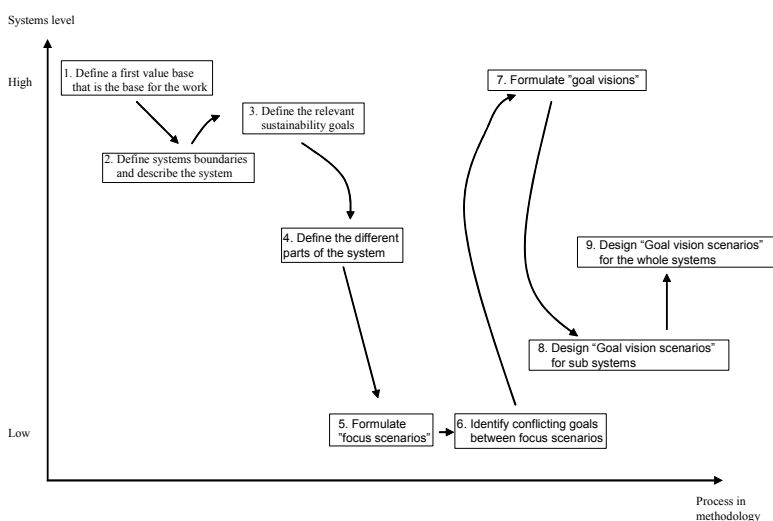 Systems level
High
1. Define a first value base
that is the base for the work
2. Define systems boundaries
and describe the system
3. Define the relevant
sustainability goals
4. Define the different
parts of the system
5. Formulate
"focus scenarios"
6. Identify conflicting goals
between focus scenarios
7. Formulate "goal visions"
8. Design "Goal vision scenarios"
for sub systems
9. Design "Goal vision scenarios"
for the whole systems
Low
Process in
methodology